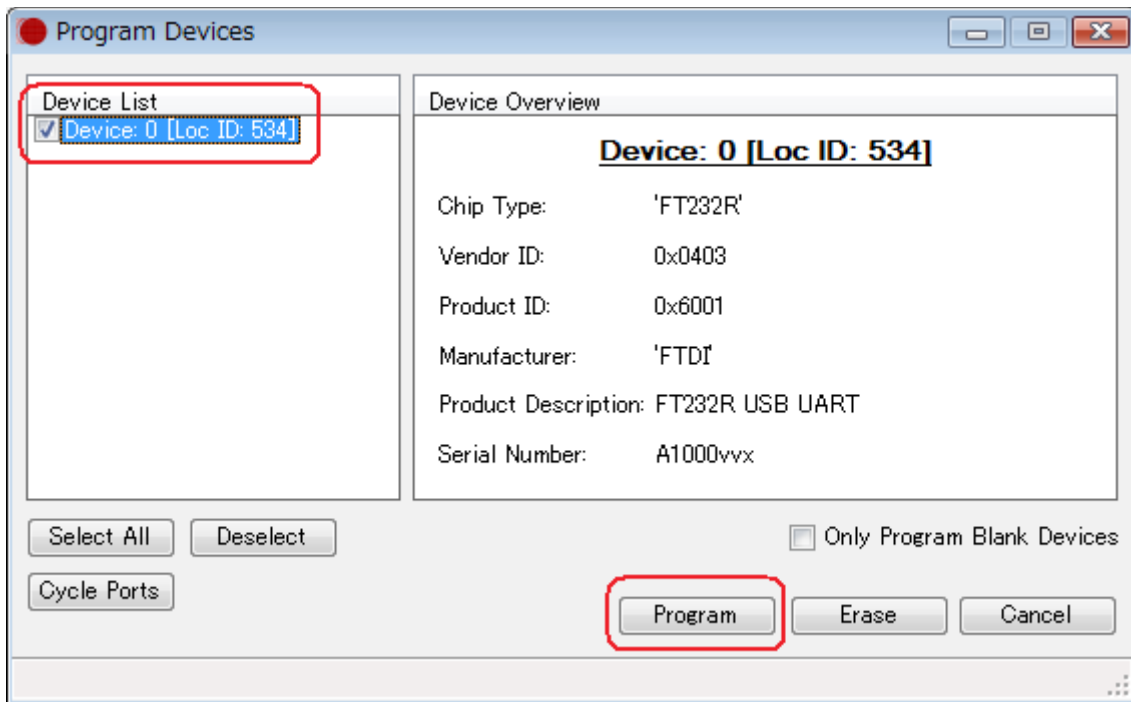 Program Devices
Device List
Device: 0 [Loc ID: 534]
Device Overview
Device: 0 [Loc ID: 534]
Chip Type: 'FT232R'
Vendor ID: 0x0403
Product ID: 0x6001
Manufacturer: 'FTDI'
Product Description: FT232R USB UART
Serial Number: A1000vvx
Select All Deselect Only Program Blank Devices
Cycle Ports
Program Erase Cancel